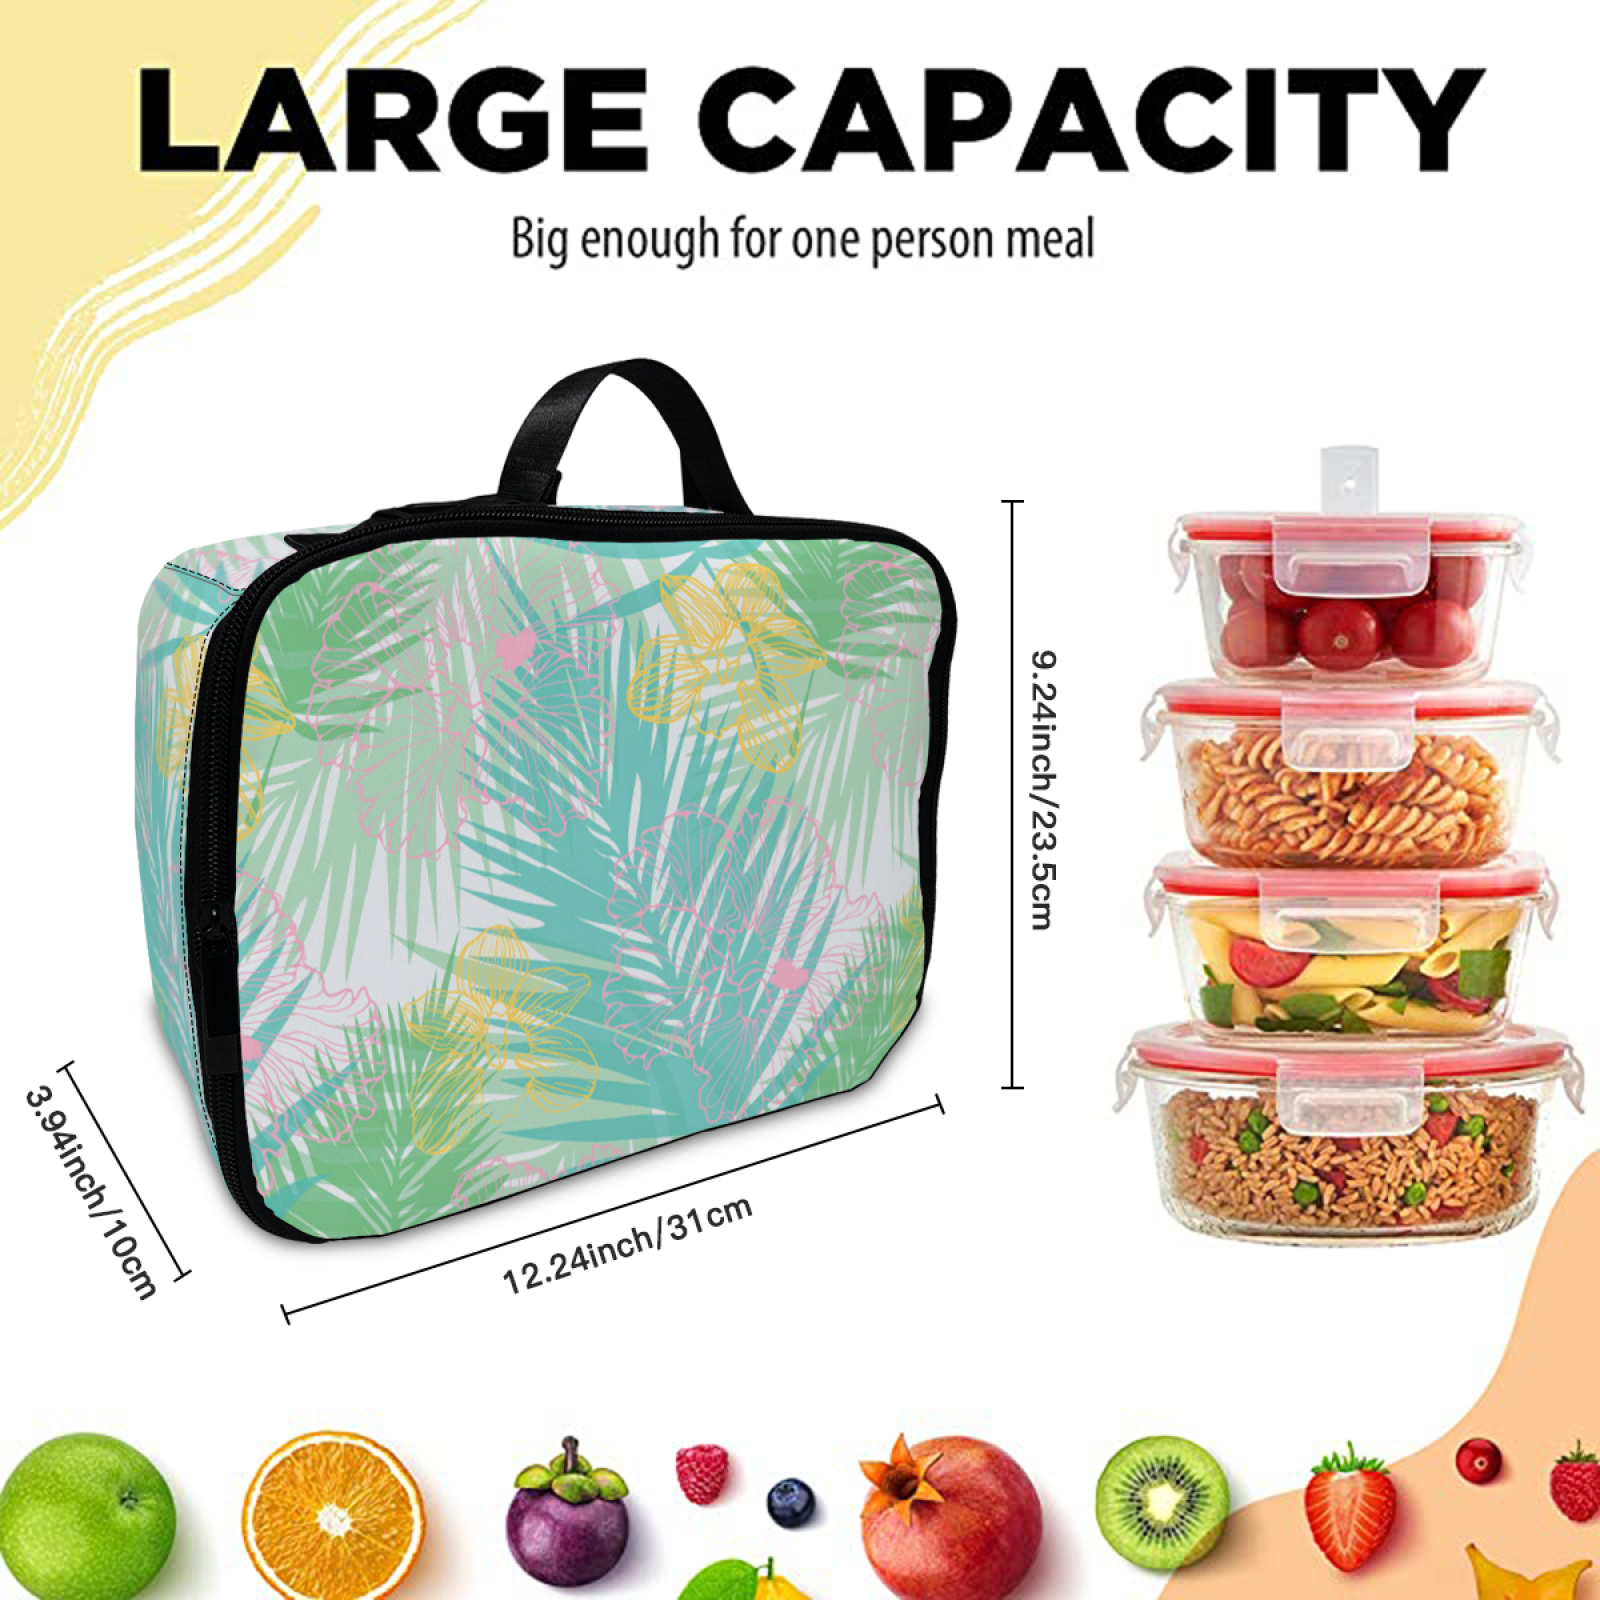 LARGE CAPACITY
Big enough for one person meal
9.24inch/23.5cm
3.94inch/10cm
12.24inch/31cm